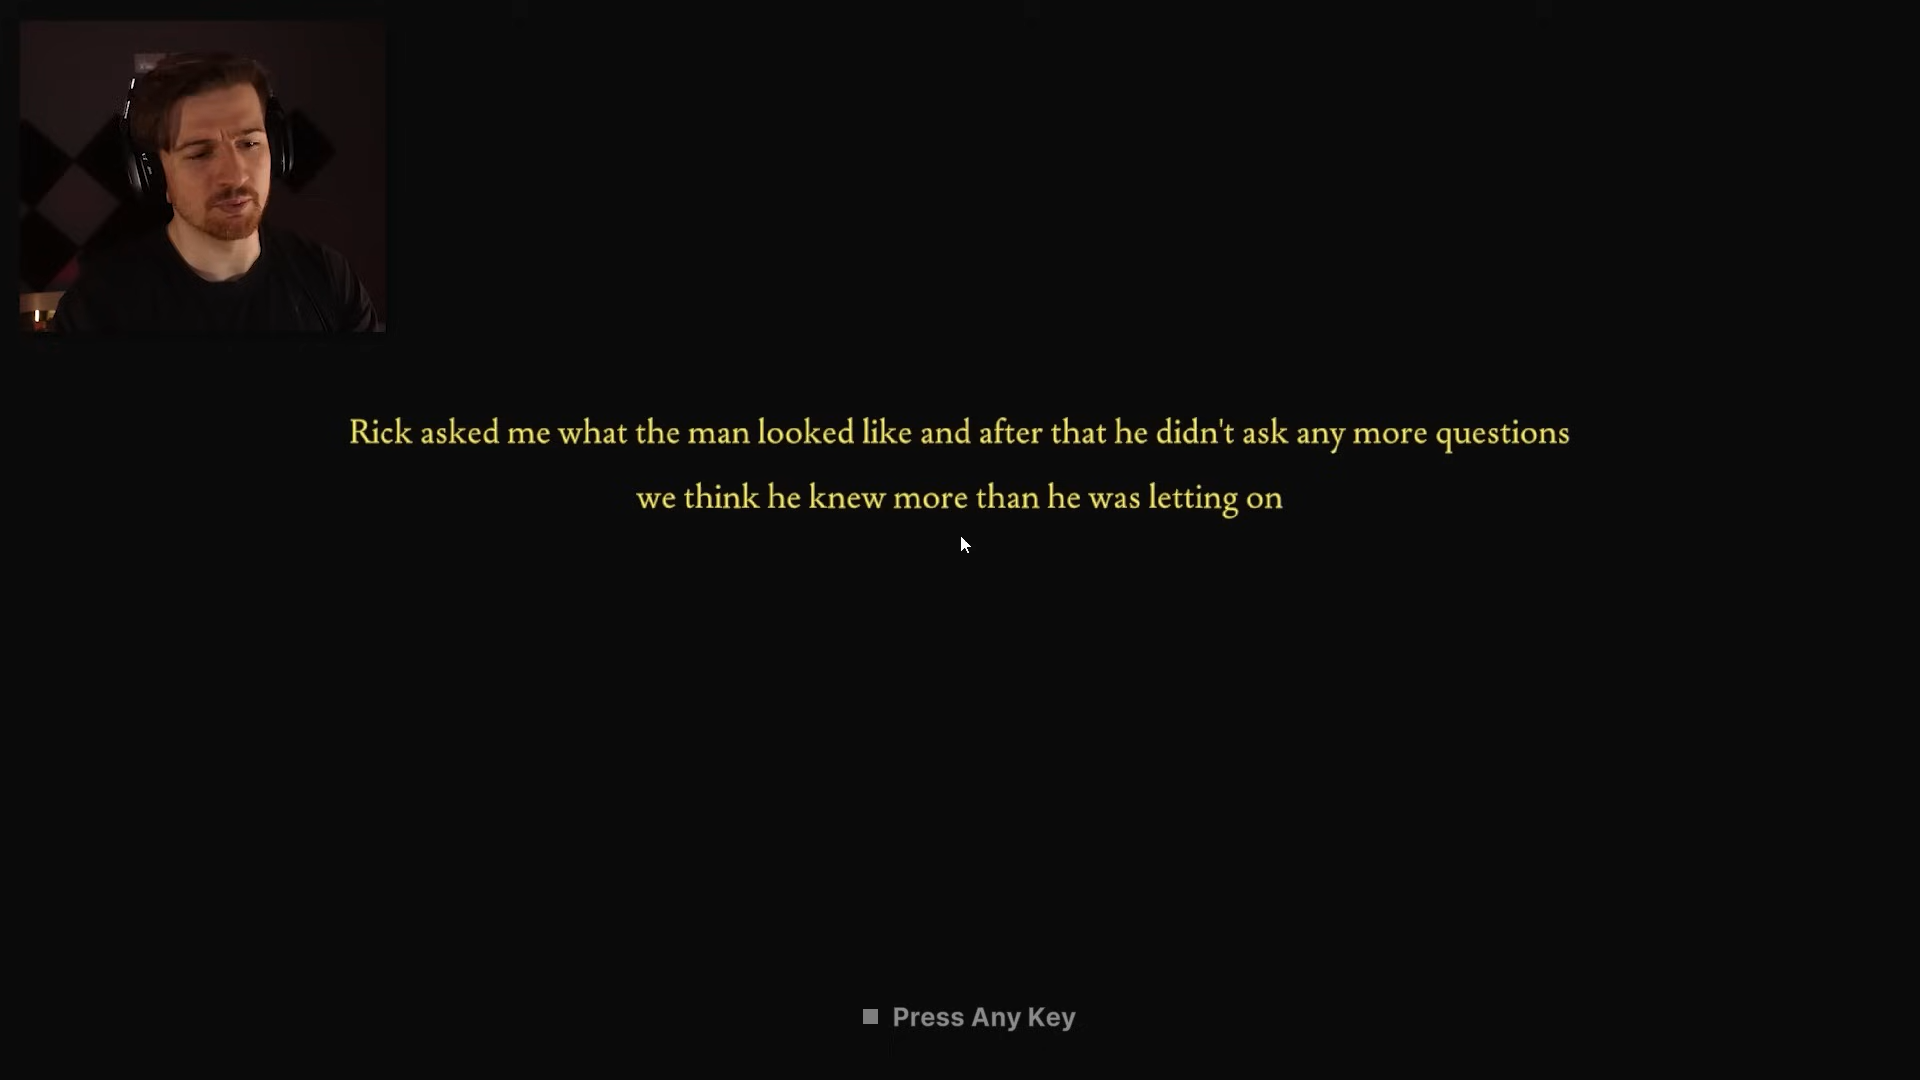 Rick asked me what the man looked like and after that he didn't ask any more questions
we think he knew more than he was letting on
Press Any Key